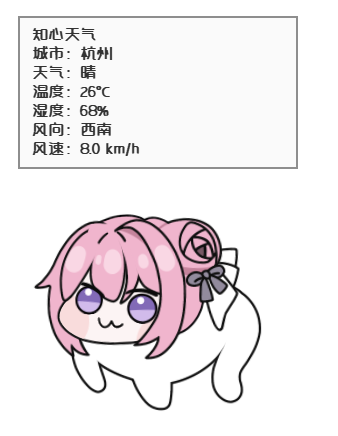 知心天气
城市：杭州
天气：晴
温度：26℃
湿度：68%
风向：西南
风速：8.0 km/h